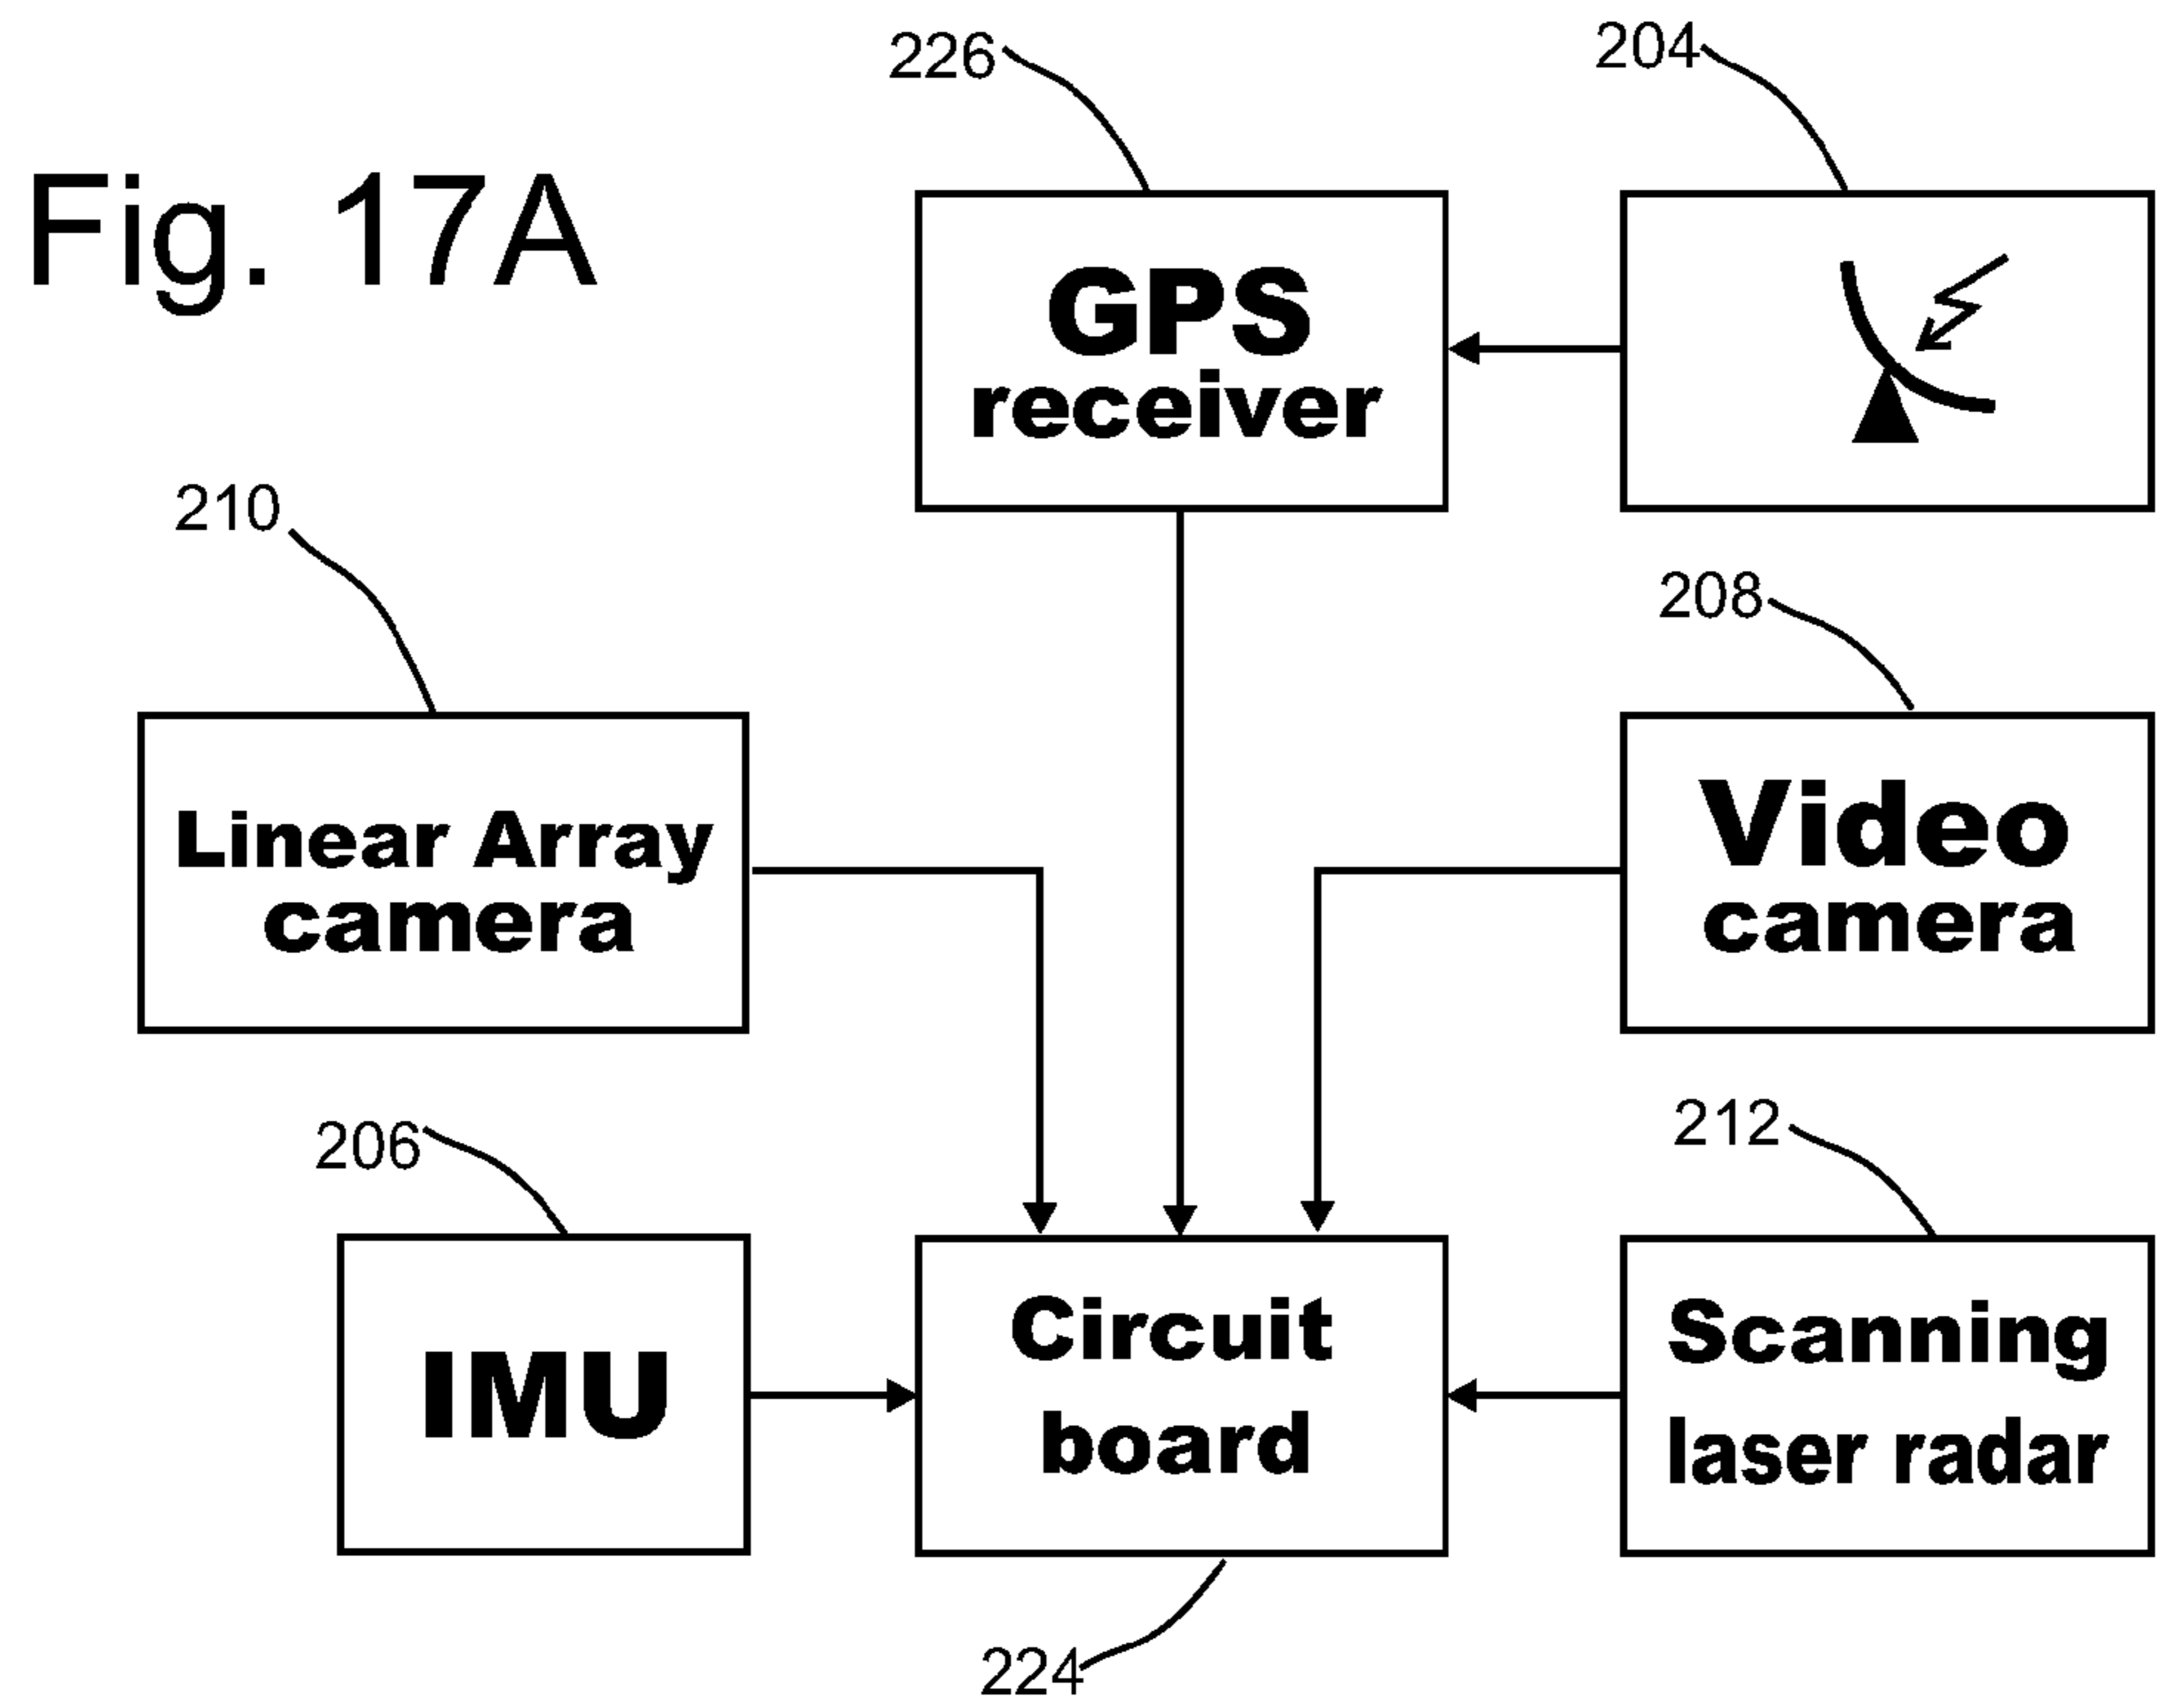 226
204
Fig. 17A
GPS
receiver
210
208
Linear Array
camera
Video
camera
206
212
IMU
Circuit
board
Scanning
laser radar
224